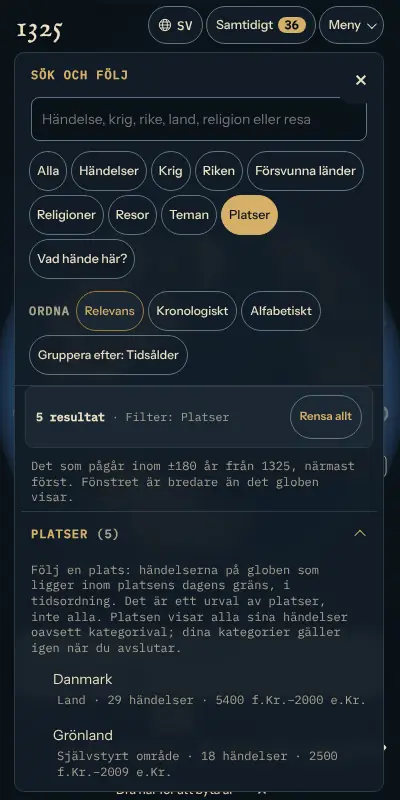 1325
SV
Samtidigt 36
Meny
SÖK OCH FÖLJ
×
Händelse, krig, rike, land, religion eller resa
Alla
Händelser
Krig
Riken
Försvunna länder
Religioner
Resor
Teman
Platser
Vad hände här?
ORDNA
Relevans
Kronologiskt
Alfabetiskt
Gruppera efter: Tidsålder
5 resultat · Filter: Platser
Rensa allt
Det som pågår inom ±180 år från 1325, närmast
först. Fönstret är bredare än det globen
visar.
PLATSER (5)
Följ en plats: händelserna på globen som
ligger inom platsens dagens gräns, i
tidsordning. Det är ett urval av platser,
inte alla. Platsen visar alla sina händelser
oavsett kategorival; dina kategorier gäller
igen när du avslutar.
Danmark
Land · 29 händelser · 5400 f.Kr.–2000 e.Kr.
Grönland
Självstyrt område · 18 händelser · 2500
f.Kr.–2009 e.Kr.